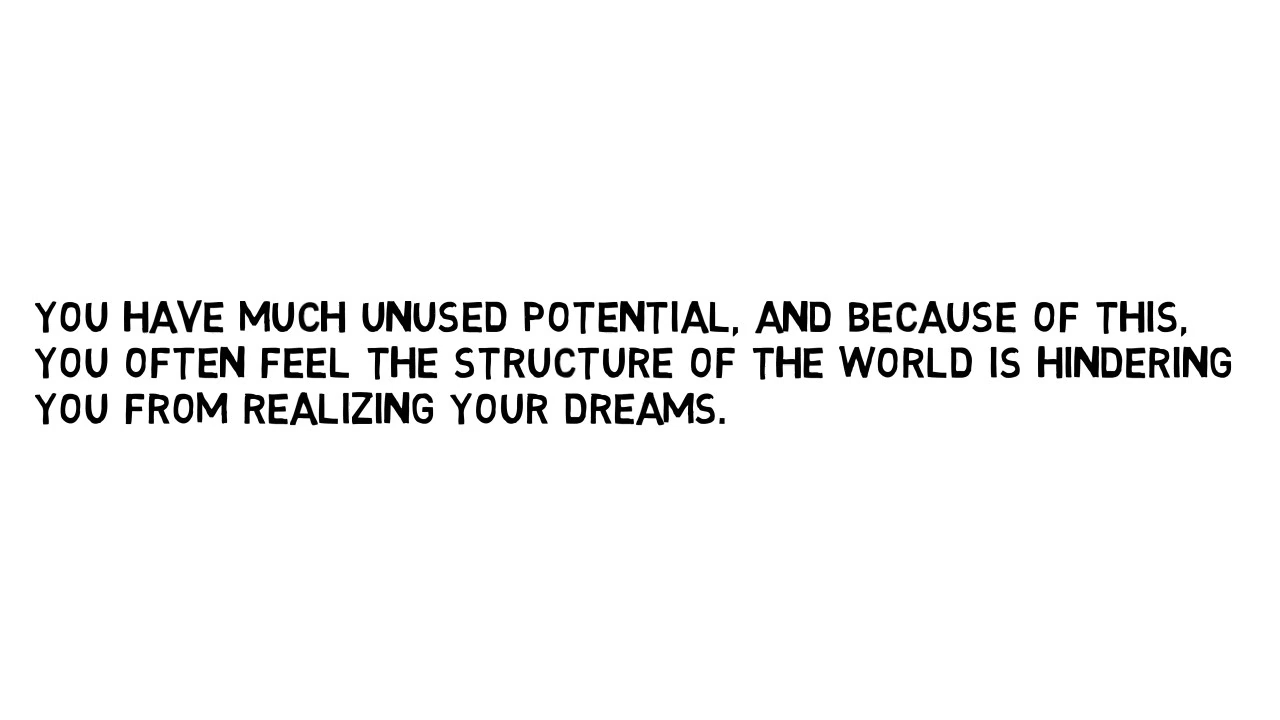 YOU HAVE MUCH UNUSED POTENTIAL, AND BECAUSE OF THIS,
YOU OFTEN FEEL THE STRUCTURE OF THE WORLD IS HINDERING
YOU FROM REALIZING YOUR DREAMS.